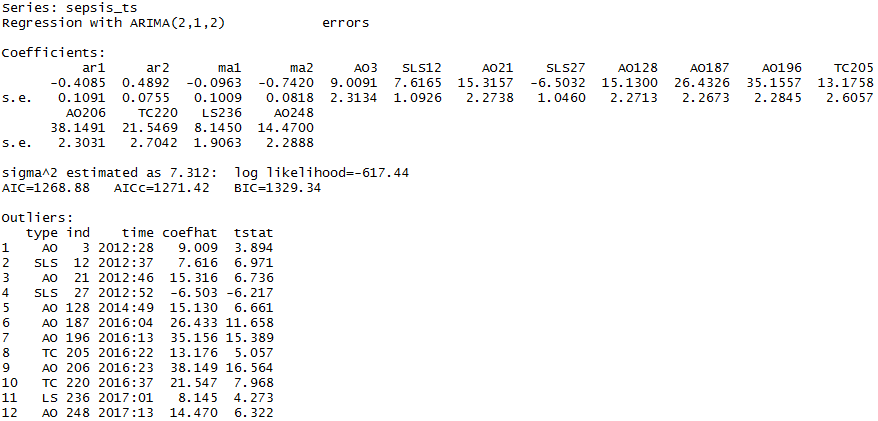 Series: sepsis_ts
Regression with ARIMA(2,1,2)             errors

Coefficients:
          ar1     ar2      ma1      ma2     AO3   SLS12     AO21    SLS27    AO128    AO187    AO196    TC205
      -0.4085  0.4892  -0.0963  -0.7420  9.0091  7.6165  15.3157  -6.5032  15.1300  26.4326  35.1557  13.1758
s.e.   0.1091  0.0755   0.1009   0.0818  2.3134  1.0926   2.2738   1.0460   2.2713   2.2673   2.2845   2.6057
        AO206    TC220   LS236    AO248
      38.1491  21.5469  8.1450  14.4700
s.e.   2.3031   2.7042  1.9063   2.2888

sigma^2 estimated as 7.312:  log likelihood=-617.44
AIC=1268.88   AICc=1271.42   BIC=1329.34

Outliers:
   type ind    time coefhat  tstat
1    AO   3 2012:28   9.009  3.894
2   SLS  12 2012:37   7.616  6.971
3    AO  21 2012:46  15.316  6.736
4   SLS  27 2012:52  -6.503 -6.217
5    AO 128 2014:49  15.130  6.661
6    AO 187 2016:04  26.433 11.658
7    AO 196 2016:13  35.156 15.389
8    TC 205 2016:22  13.176  5.057
9    AO 206 2016:23  38.149 16.564
10   TC 220 2016:37  21.547  7.968
11   LS 236 2017:01   8.145  4.273
12   AO 248 2017:13  14.470  6.322